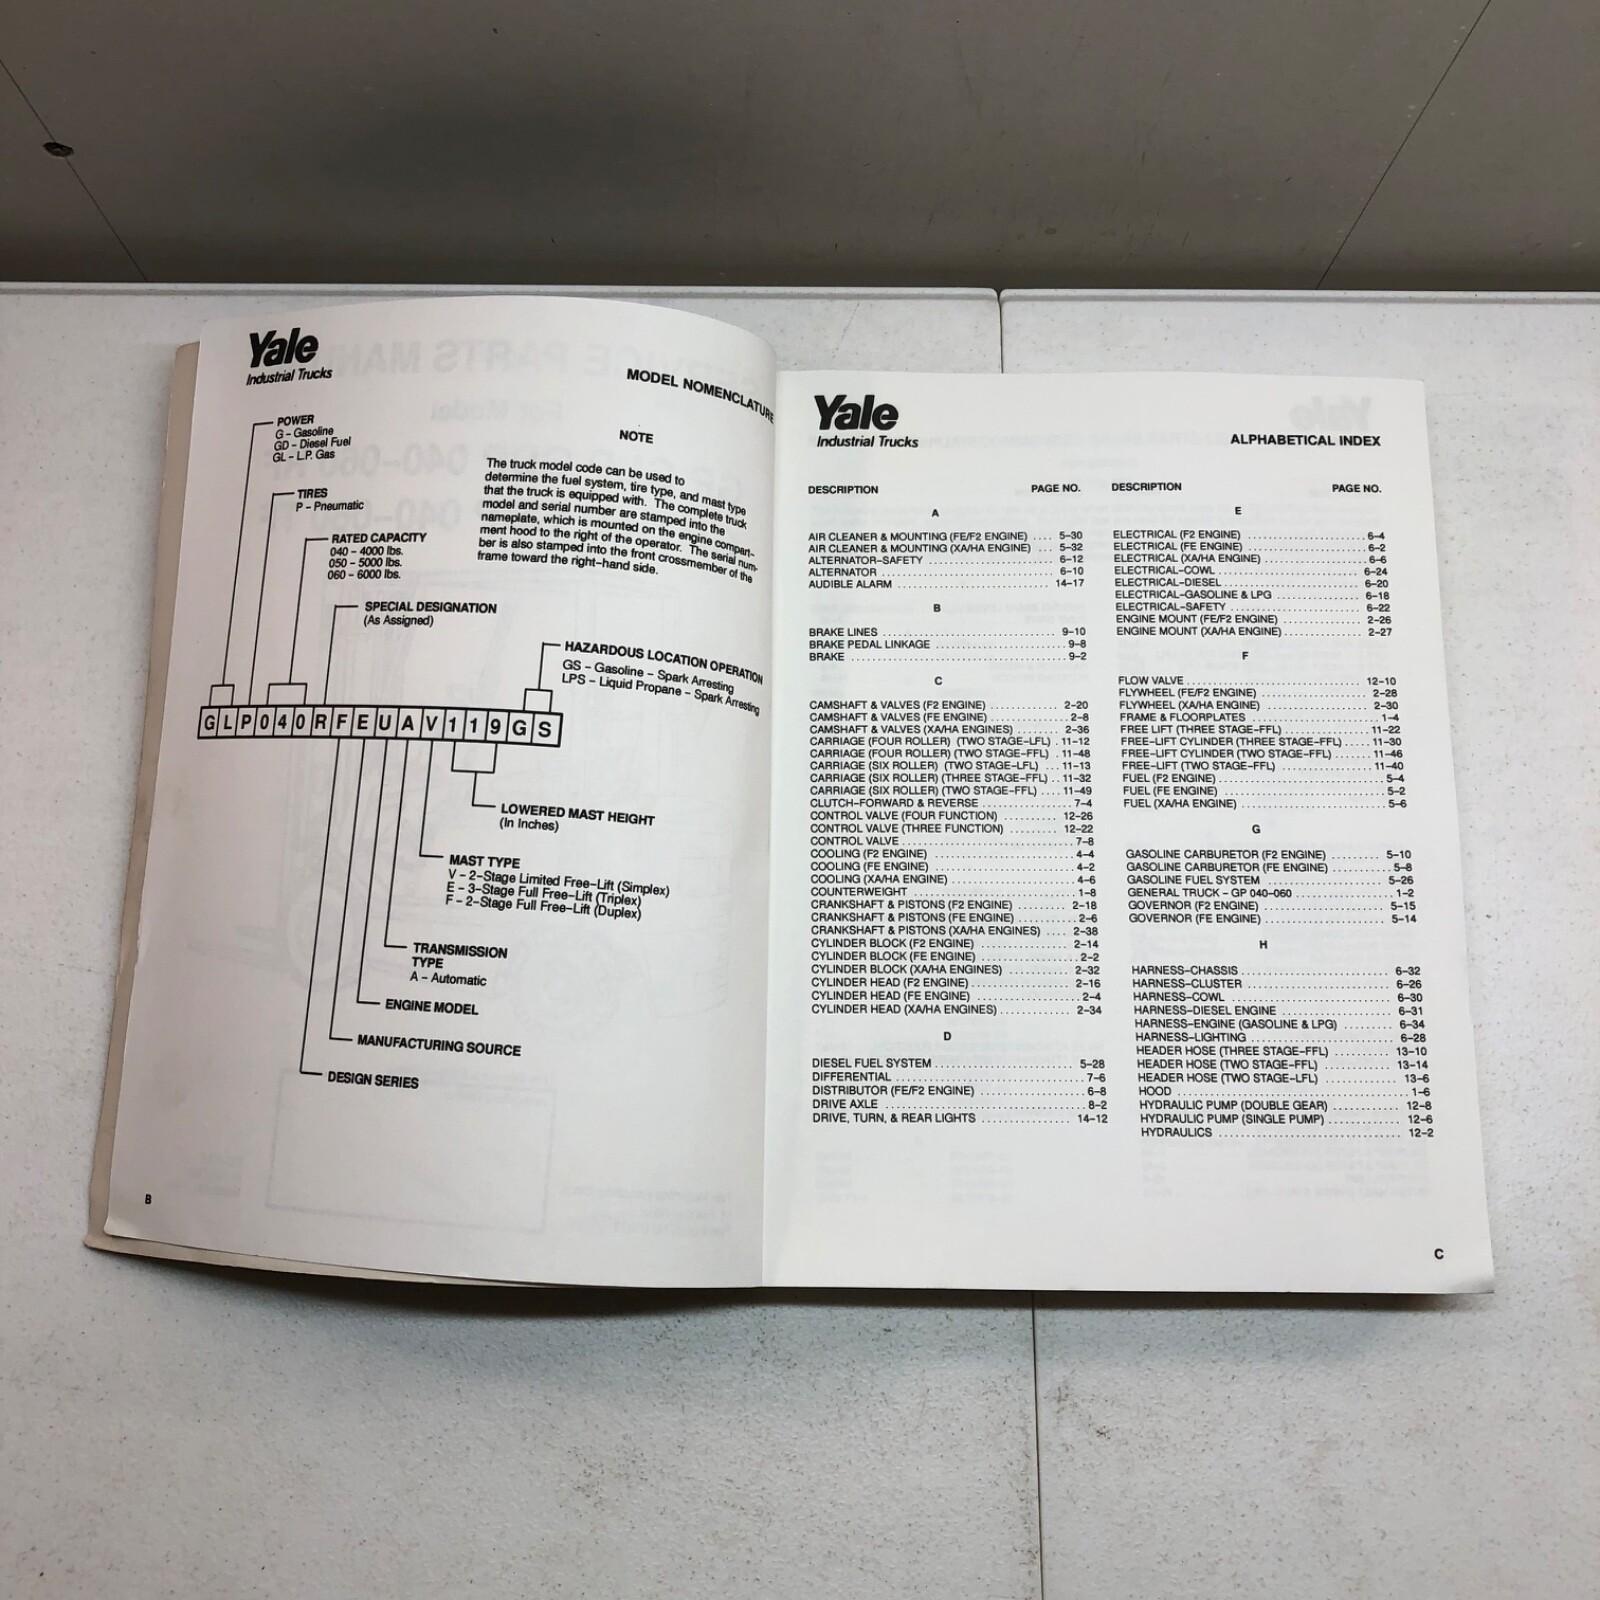 Yale
Industrial Trucks
MODEL NOMENCLATURE
POWER
G – Gasoline
GD – Diesel Fuel
GL – L.P. Gas
TIRES
P – Pneumatic
RATED CAPACITY
040 – 4000 lbs.
050 – 5000 lbs.
060 – 6000 lbs.
SPECIAL DESIGNATION
(As Assigned)
NOTE
The truck model code can be used to
determine the fuel system, tire type, and mast type
that the truck is equipped with. The complete truck
model and serial number are stamped into the
nameplate, which is mounted on the engine compart–
ment hood to the right of the operator. The serial num–
ber is also stamped into the front crossmember of the
frame toward the right–hand side.
HAZARDOUS LOCATION OPERATION
GS – Gasoline – Spark Arresting
LPS – Liquid Propane – Spark Arresting
GLP040RFEUAV119GS
LOWERED MAST HEIGHT
(In Inches)
MAST TYPE
V – 2–Stage Limited Free–Lift (Simplex)
E – 3–Stage Full Free–Lift (Triplex)
F – 2–Stage Full Free–Lift (Duplex)
TRANSMISSION
TYPE
A – Automatic
ENGINE MODEL
MANUFACTURING SOURCE
DESIGN SERIES
B
Yale
Industrial Trucks
ALPHABETICAL INDEX
DESCRIPTION PAGE NO.
A
AIR CLEANER & MOUNTING (FE/F2 ENGINE) .... 5–30
AIR CLEANER & MOUNTING (XA/HA ENGINE) ... 5–32
ALTERNATOR–SAFETY .... 6–12
ALTERNATOR .... 6–10
AUDIBLE ALARM .... 14–17
B
BRAKE LINES .... 9–10
BRAKE PEDAL LINKAGE .... 9–8
BRAKE .... 9–2
C
CAMSHAFT & VALVES (F2 ENGINE) .... 2–20
CAMSHAFT & VALVES (FE ENGINE) .... 2–8
CAMSHAFT & VALVES (XA/HA ENGINES) .... 2–36
CARRIAGE (FOUR ROLLER) (TWO STAGE–LFL) . 11–12
CARRIAGE (FOUR ROLLER) (TWO STAGE–FFL) . 11–48
CARRIAGE (SIX ROLLER) (TWO STAGE–LFL) ... 11–13
CARRIAGE (SIX ROLLER) (THREE STAGE–FFL) .. 11–32
CARRIAGE (SIX ROLLER) (TWO STAGE–FFL) .... 11–49
CLUTCH–FORWARD & REVERSE .... 7–4
CONTROL VALVE (FOUR FUNCTION) .... 12–26
CONTROL VALVE (THREE FUNCTION) .... 12–22
CONTROL VALVE .... 7–8
COOLING (F2 ENGINE) .... 4–4
COOLING (FE ENGINE) .... 4–2
COOLING (XA/HA ENGINE) .... 4–6
COUNTERWEIGHT .... 1–8
CRANKSHAFT & PISTONS (F2 ENGINE) .... 2–18
CRANKSHAFT & PISTONS (FE ENGINE) .... 2–6
CRANKSHAFT & PISTONS (XA/HA ENGINES) .... 2–38
CYLINDER BLOCK (F2 ENGINE) .... 2–14
CYLINDER BLOCK (FE ENGINE) .... 2–2
CYLINDER BLOCK (XA/HA ENGINES) .... 2–32
CYLINDER HEAD (F2 ENGINE) .... 2–16
CYLINDER HEAD (FE ENGINE) .... 2–4
CYLINDER HEAD (XA/HA ENGINES) .... 2–34
D
DIESEL FUEL SYSTEM .... 5–28
DIFFERENTIAL .... 7–6
DISTRIBUTOR (FE/F2 ENGINE) .... 6–8
DRIVE AXLE .... 8–2
DRIVE, TURN, & REAR LIGHTS .... 14–12
DESCRIPTION PAGE NO.
E
ELECTRICAL (F2 ENGINE) .... 6–4
ELECTRICAL (FE ENGINE) .... 6–2
ELECTRICAL (XA/HA ENGINE) .... 6–6
ELECTRICAL–COWL .... 6–24
ELECTRICAL–DIESEL .... 6–20
ELECTRICAL–GASOLINE & LPG .... 6–18
ELECTRICAL–SAFETY .... 6–22
ENGINE MOUNT (FE/F2 ENGINE) .... 2–26
ENGINE MOUNT (XA/HA ENGINE) .... 2–27
F
FLOW VALVE .... 12–10
FLYWHEEL (FE/F2 ENGINE) .... 2–28
FLYWHEEL (XA/HA ENGINE) .... 2–30
FRAME & FLOORPLATES .... 1–4
FREE LIFT (THREE STAGE–FFL) .... 11–22
FREE–LIFT CYLINDER (THREE STAGE–FFL) .... 11–30
FREE–LIFT CYLINDER (TWO STAGE–FFL) .... 11–46
FREE–LIFT (TWO STAGE–FFL) .... 11–40
FUEL (F2 ENGINE) .... 5–4
FUEL (FE ENGINE) .... 5–2
FUEL (XA/HA ENGINE) .... 5–6
G
GASOLINE CARBURETOR (F2 ENGINE) .... 5–10
GASOLINE CARBURETOR (FE ENGINE) .... 5–8
GASOLINE FUEL SYSTEM .... 5–26
GENERAL TRUCK – GP 040–060 .... 1–2
GOVERNOR (F2 ENGINE) .... 5–15
GOVERNOR (FE ENGINE) .... 5–14
H
HARNESS–CHASSIS .... 6–32
HARNESS–CLUSTER .... 6–26
HARNESS–COWL .... 6–30
HARNESS–DIESEL ENGINE .... 6–31
HARNESS–ENGINE (GASOLINE & LPG) .... 6–34
HARNESS–LIGHTING .... 6–28
HEADER HOSE (THREE STAGE–FFL) .... 13–10
HEADER HOSE (TWO STAGE–FFL) .... 13–14
HEADER HOSE (TWO STAGE–LFL) .... 13–6
HOOD .... 1–6
HYDRAULIC PUMP (DOUBLE GEAR) .... 12–8
HYDRAULIC PUMP (SINGLE PUMP) .... 12–6
HYDRAULICS .... 12–2
C